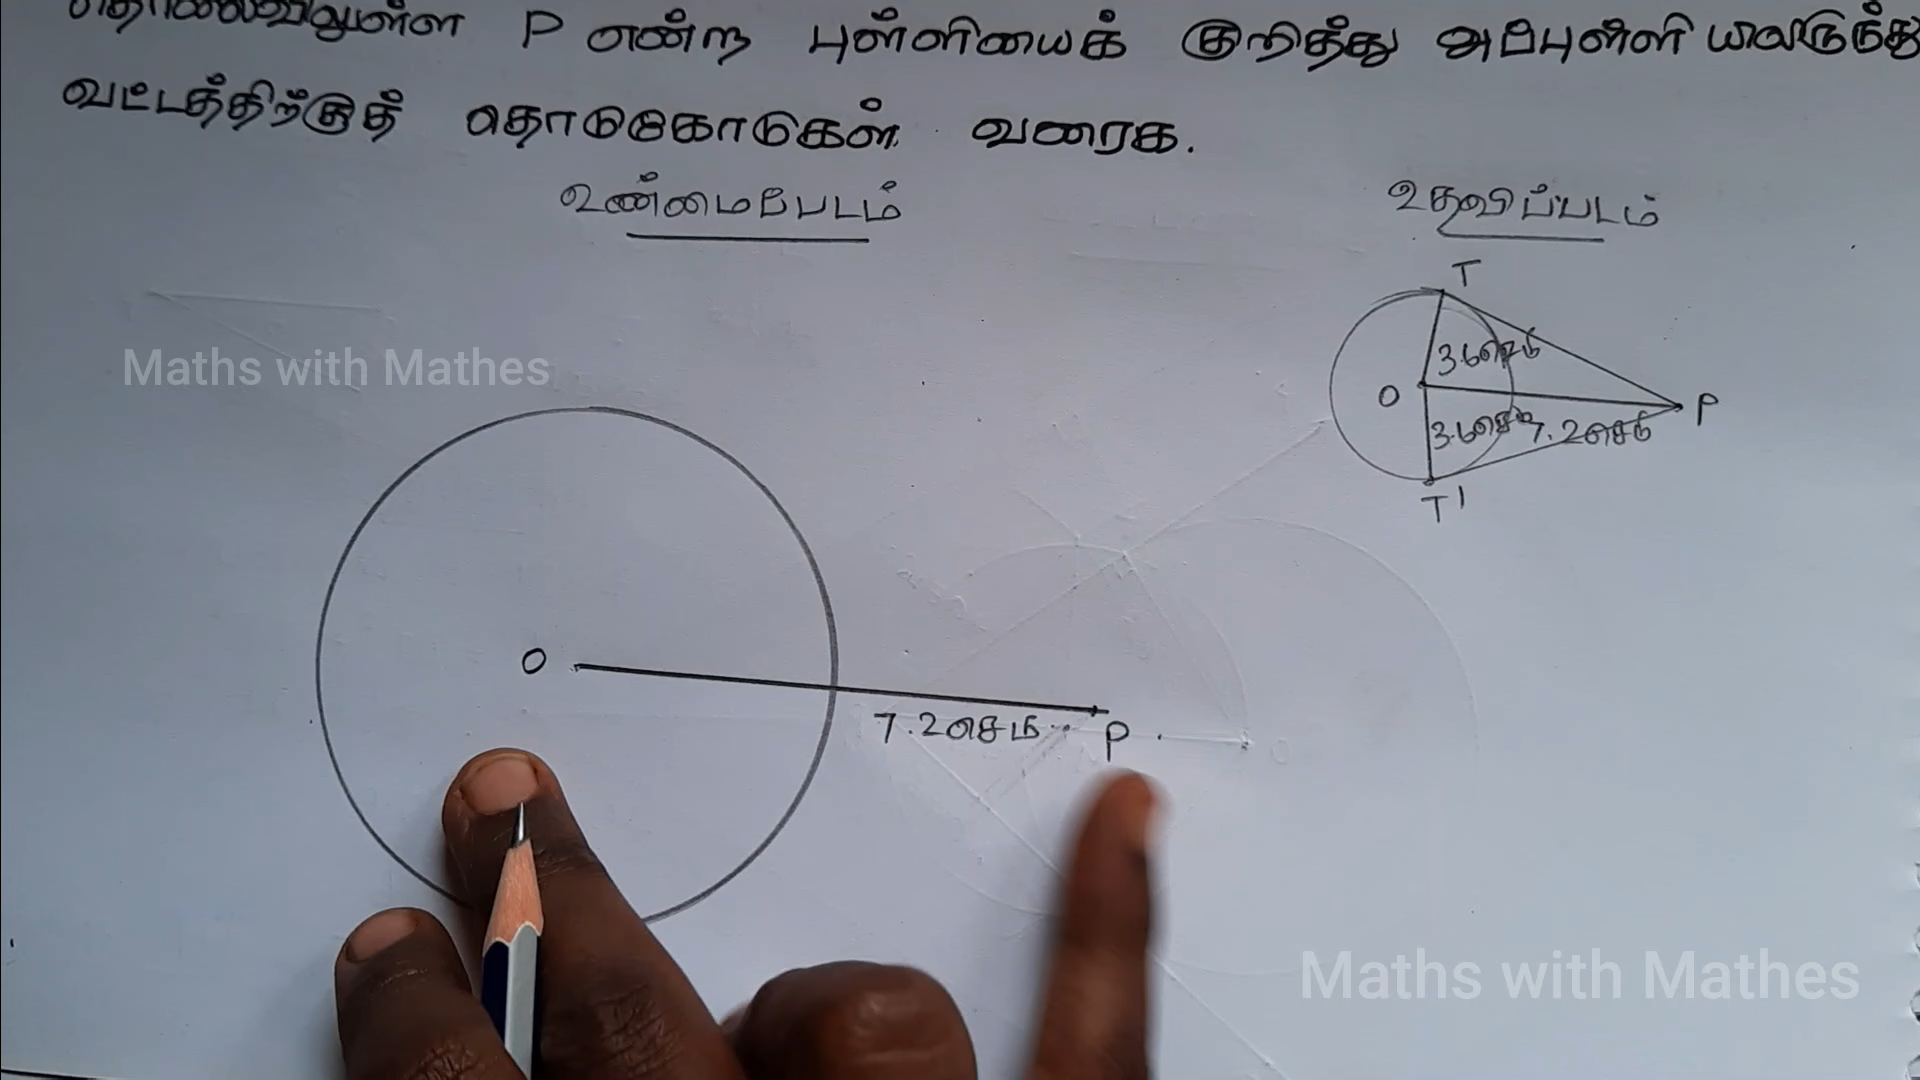 தொலைவிலுள்ள P என்ற புள்ளியைக் குறித்து அப்புள்ளியிலிருந்து
வட்டத்திற்குத் தொடுகோடுகள் வரைக.
உண்மைப்படம்
உதவிப்படம்
T
3.6செமீ
O
P
3.6செமீ
7.2செமீ
T'
Maths with Mathes
O
7.2செமீ
P
Maths with Mathes